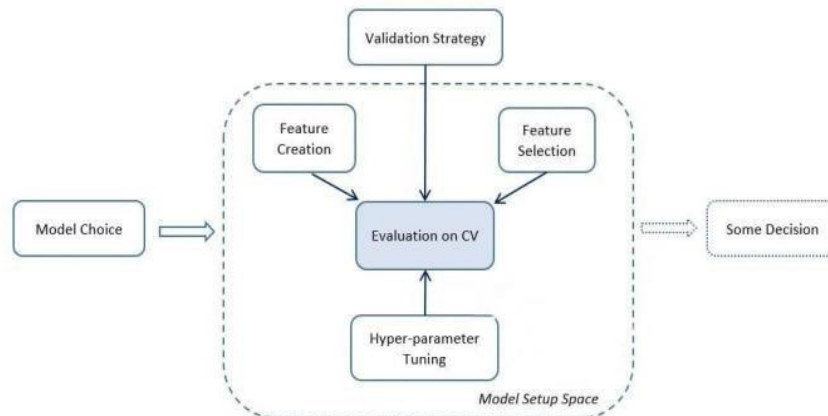 Validation Strategy
Feature
Creation
Feature
Selection
Model Choice
Evaluation on CV
Some Decision
Hyper-parameter
Tuning
Model Setup Space